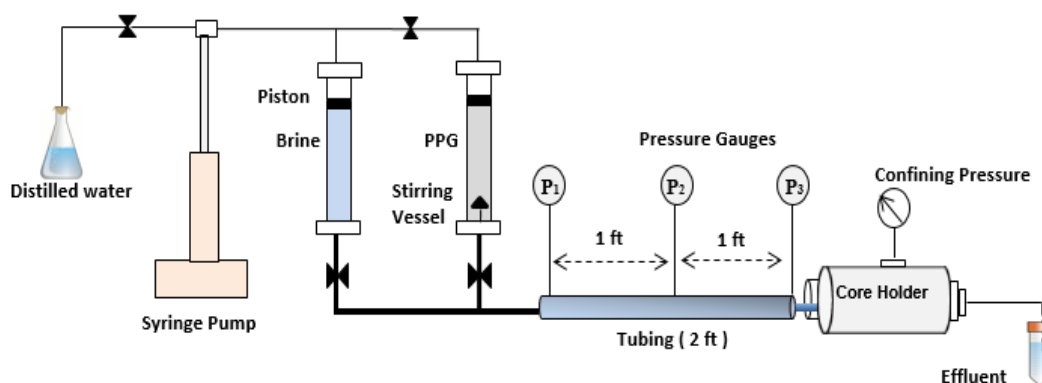 Distilled water
Syringe Pump
Piston
Brine
PPG
Stirring
Vessel
Pressure Gauges
P₁
P₂
P₃
1 ft
1 ft
Tubing ( 2 ft )
Confining Pressure
Core Holder
Effluent